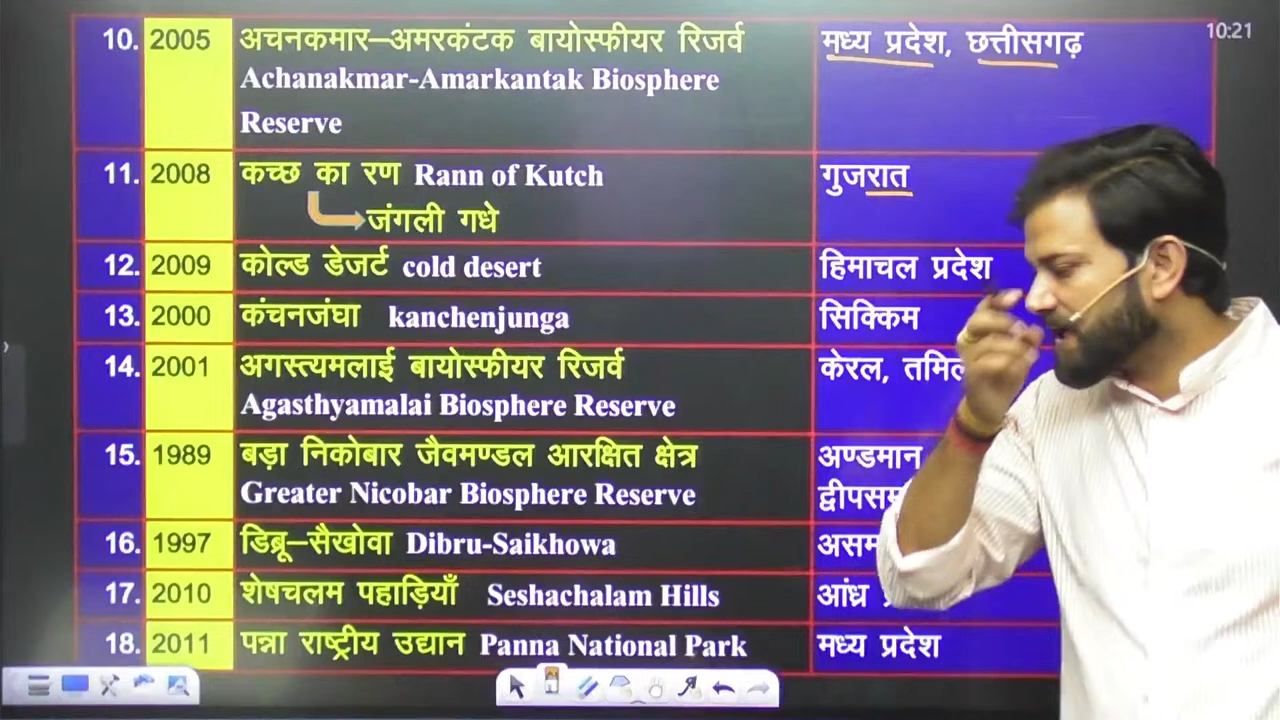 10:21
10. 2005 अचनकमार–अमरकंटक बायोस्फीयर रिजर्व मध्य प्रदेश, छत्तीसगढ़
Achanakmar-Amarkantak Biosphere
Reserve
11. 2008 कच्छ का रण Rann of Kutch गुजरात
जंगली गधे
12. 2009 कोल्ड डेजर्ट cold desert हिमाचल प्रदेश
13. 2000 कंचनजंघा kanchenjunga सिक्किम
14. 2001 अगस्त्यमलाई बायोस्फीयर रिजर्व केरल,
Agasthyamalai Biosphere Reserve
15. 1989 बड़ा निकोबार जैवमण्डल आरक्षित क्षेत्र अण्डमान
Greater Nicobar Biosphere Reserve
16. 1997 डिब्रू–सैखोवा Dibru-Saikhowa असम
17. 2010 शेषचलम पहाड़ियाँ Seshachalam Hills आंध्र
18. 2011 पन्ना राष्ट्रीय उद्यान Panna National Park मध्य प्रदेश